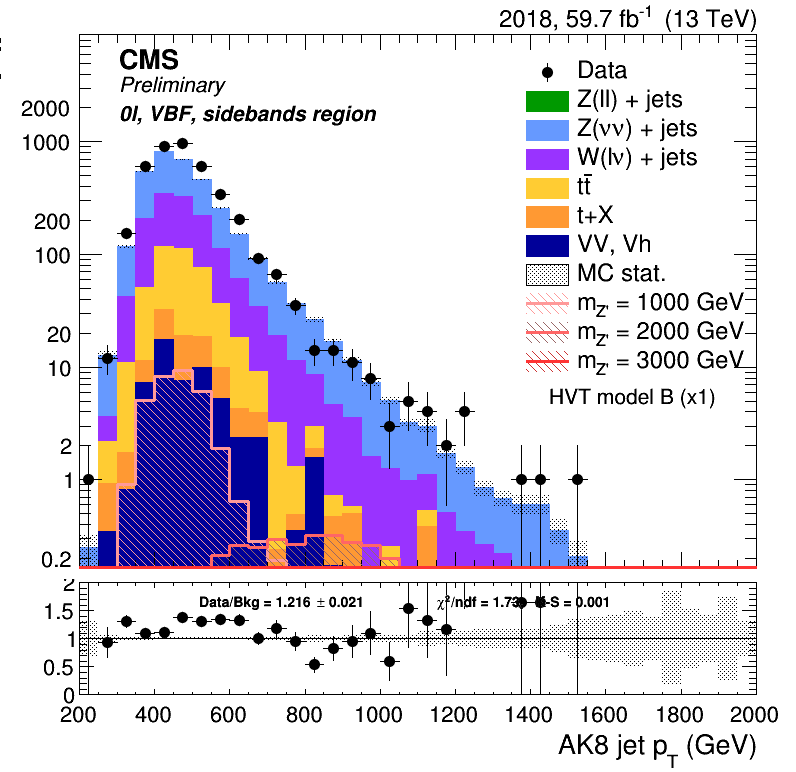 2018, 59.7 fb⁻¹ (13 TeV)
CMS
Preliminary
0l, VBF, sidebands region
Data
Z(ll) + jets
Z(νν) + jets
W(lν) + jets
tt̄
t+X
VV, Vh
MC stat.
m_Z' = 1000 GeV
m_Z' = 2000 GeV
m_Z' = 3000 GeV
HVT model B (x1)
2000
1000
200
100
20
10
2
1
0.2
Data/Bkg = 1.216 ± 0.021
χ²/ndf = 1.73
K-S = 0.001
2
1.5
1
0.5
0
200 400 600 800 1000 1200 1400 1600 1800 2000
AK8 jet p_T (GeV)